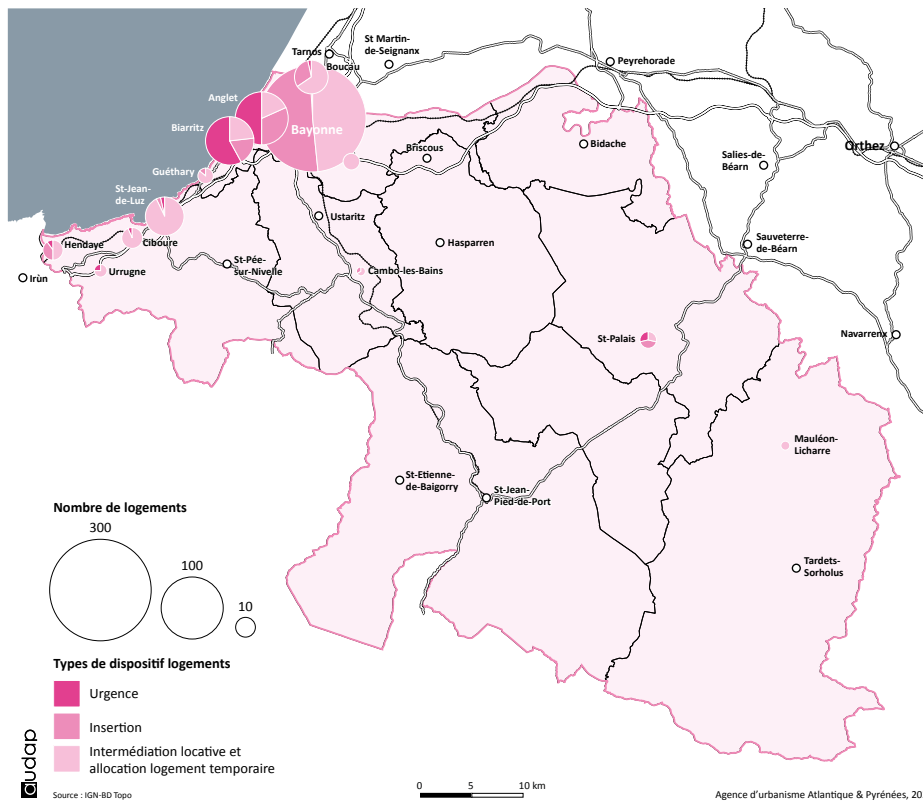 St Martin-
de-Seignanx
Tarnos
Boucau
Peyrehorade
Anglet
Biarritz
Bayonne
Briscous
Bidache
Orthez
Salies-de-
Béarn
Guéthary
St-Jean-
de-Luz
Ustaritz
Hasparren
Sauveterre-
de-Béarn
Hendaye
Ciboure
Irùn
Urrugne
St-Pée-
sur-Nivelle
Cambo-les-Bains
St-Palais
Navarrenx
Mauléon-
Licharre
St-Etienne-
de-Baigorry
St-Jean-
Pied-de-Port
Tardets-
Sorholus
Nombre de logements
300
100
10
Types de dispositif logements
Urgence
Insertion
Intermédiation locative et
allocation logement temporaire
audap
Source : IGN-BD Topo
0 5 10 km
Agence d'urbanisme Atlantique & Pyrénées, 20